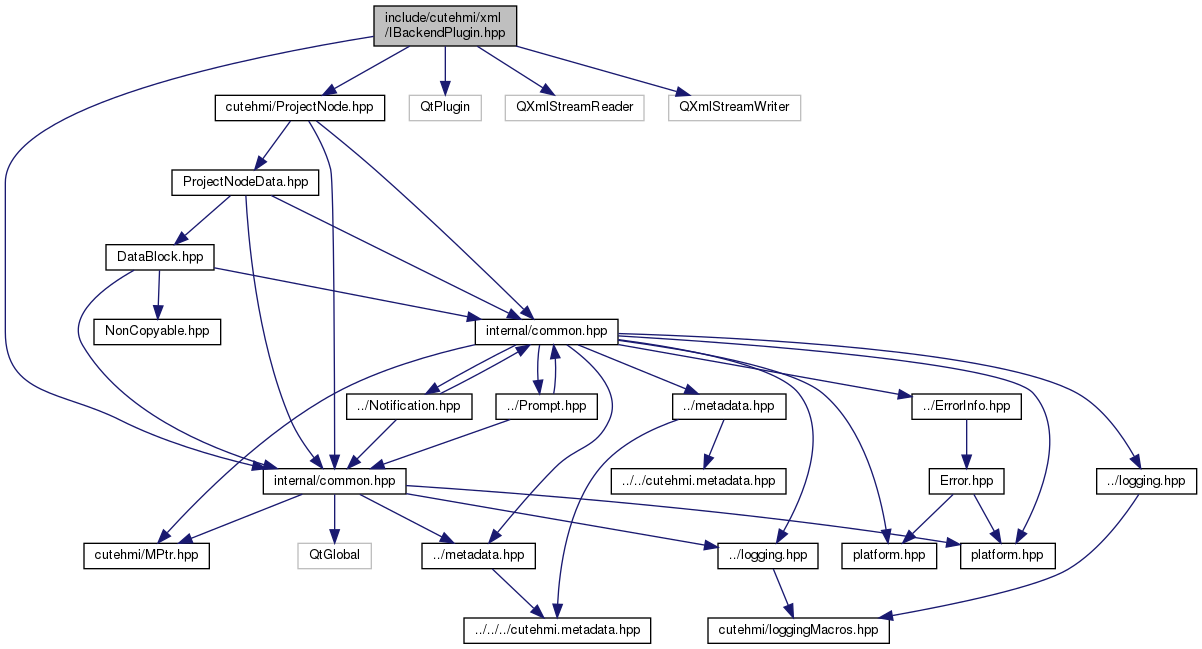 include/cutehmi/xml
/IBackendPlugin.hpp
cutehmi/ProjectNode.hpp
QtPlugin
QXmlStreamReader
QXmlStreamWriter
ProjectNodeData.hpp
DataBlock.hpp
NonCopyable.hpp
internal/common.hpp
../Notification.hpp
../Prompt.hpp
../metadata.hpp
../ErrorInfo.hpp
internal/common.hpp
../../cutehmi.metadata.hpp
Error.hpp
../logging.hpp
cutehmi/MPtr.hpp
QtGlobal
../metadata.hpp
../logging.hpp
platform.hpp
platform.hpp
../../../cutehmi.metadata.hpp
cutehmi/loggingMacros.hpp